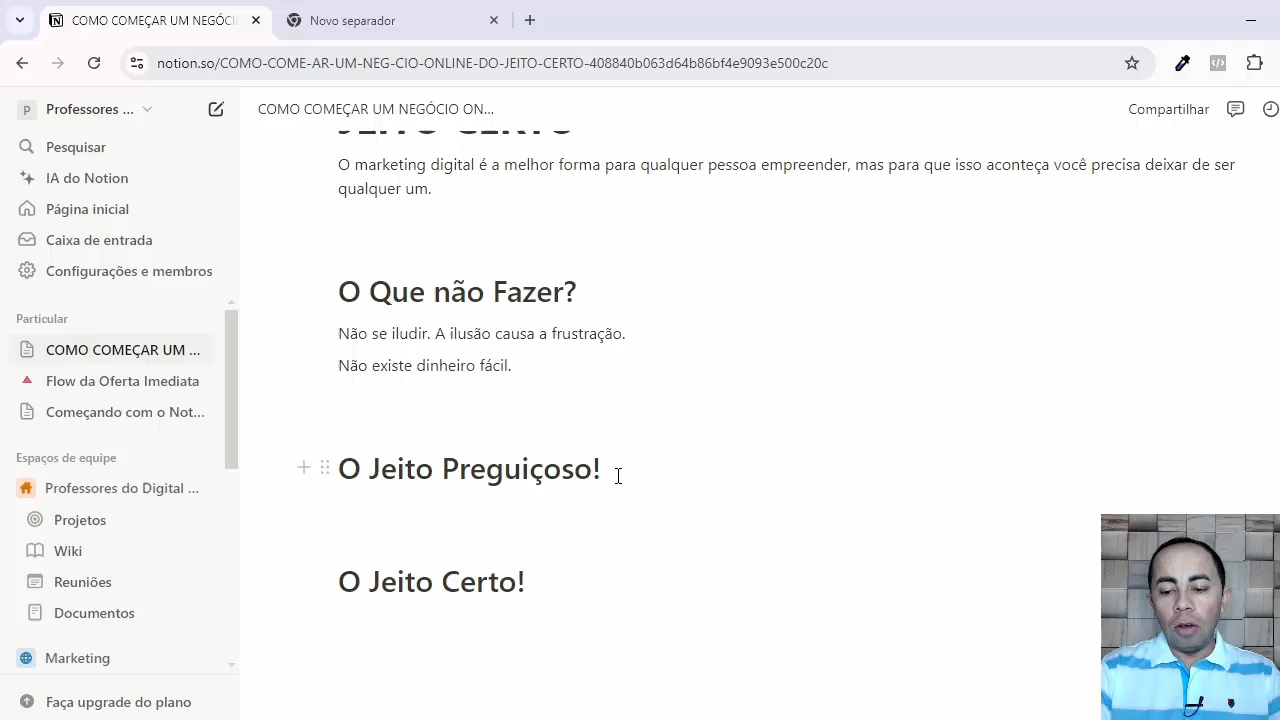 COMO COMEÇAR UM NEGÓCI
Novo separador
notion.so/COMO-COME-AR-UM-NEG-CIO-ONLINE-DO-JEITO-CERTO-408840b063d64b86bf4e9093e500c20c
P Professores ...
COMO COMEÇAR UM NEGÓCIO ON...
Compartilhar
Pesquisar
IA do Notion
Página inicial
Caixa de entrada
Configurações e membros
Particular
COMO COMEÇAR UM ...
Flow da Oferta Imediata
Começando com o Not...
Espaços de equipe
Professores do Digital ...
Projetos
Wiki
Reuniões
Documentos
Marketing
Faça upgrade do plano
JEITO CERTO
O marketing digital é a melhor forma para qualquer pessoa empreender, mas para que isso aconteça você precisa deixar de ser
qualquer um.
O Que não Fazer?
Não se iludir. A ilusão causa a frustração.
Não existe dinheiro fácil.
O Jeito Preguiçoso!
O Jeito Certo!